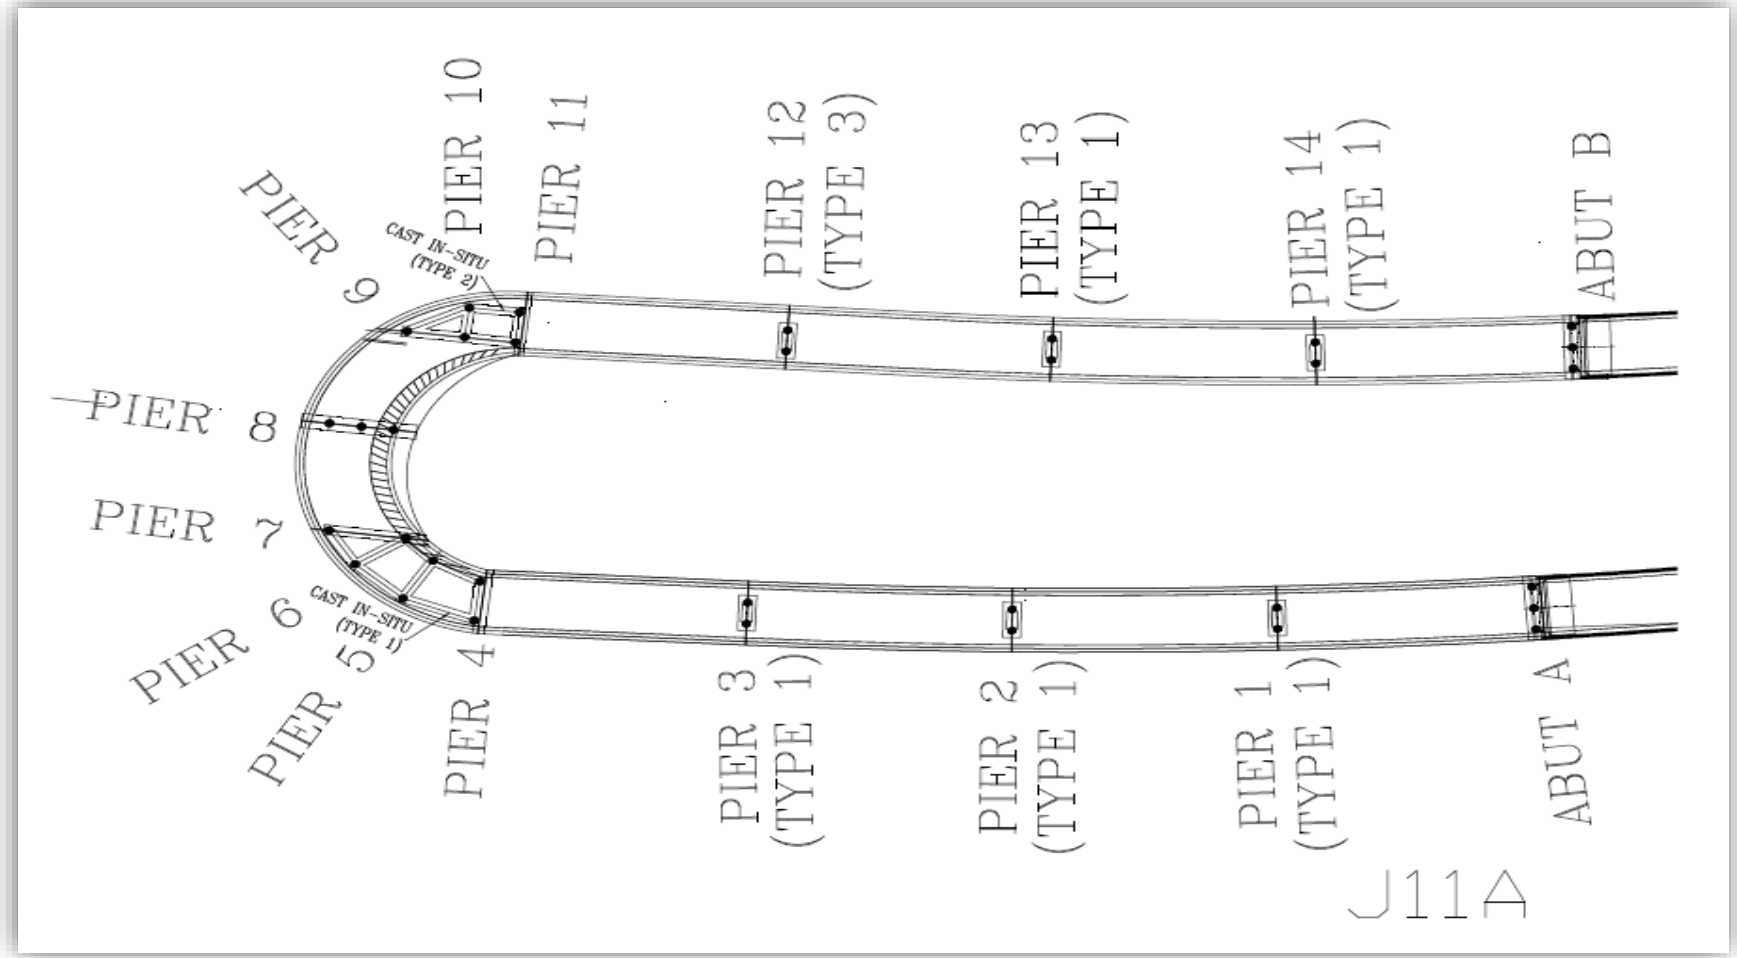 PIER 10
PIER 11
PIER 12
(TYPE 3)
PIER 13
(TYPE 1)
PIER 14
(TYPE 1)
ABUT B
PIER 9
CAST IN-SITU
(TYPE 2)
PIER 8
PIER 7
PIER 6
CAST IN-SITU
(TYPE 1)
PIER 5
PIER 4
PIER 3
(TYPE 1)
PIER 2
(TYPE 1)
PIER 1
(TYPE 1)
ABUT A
J11A